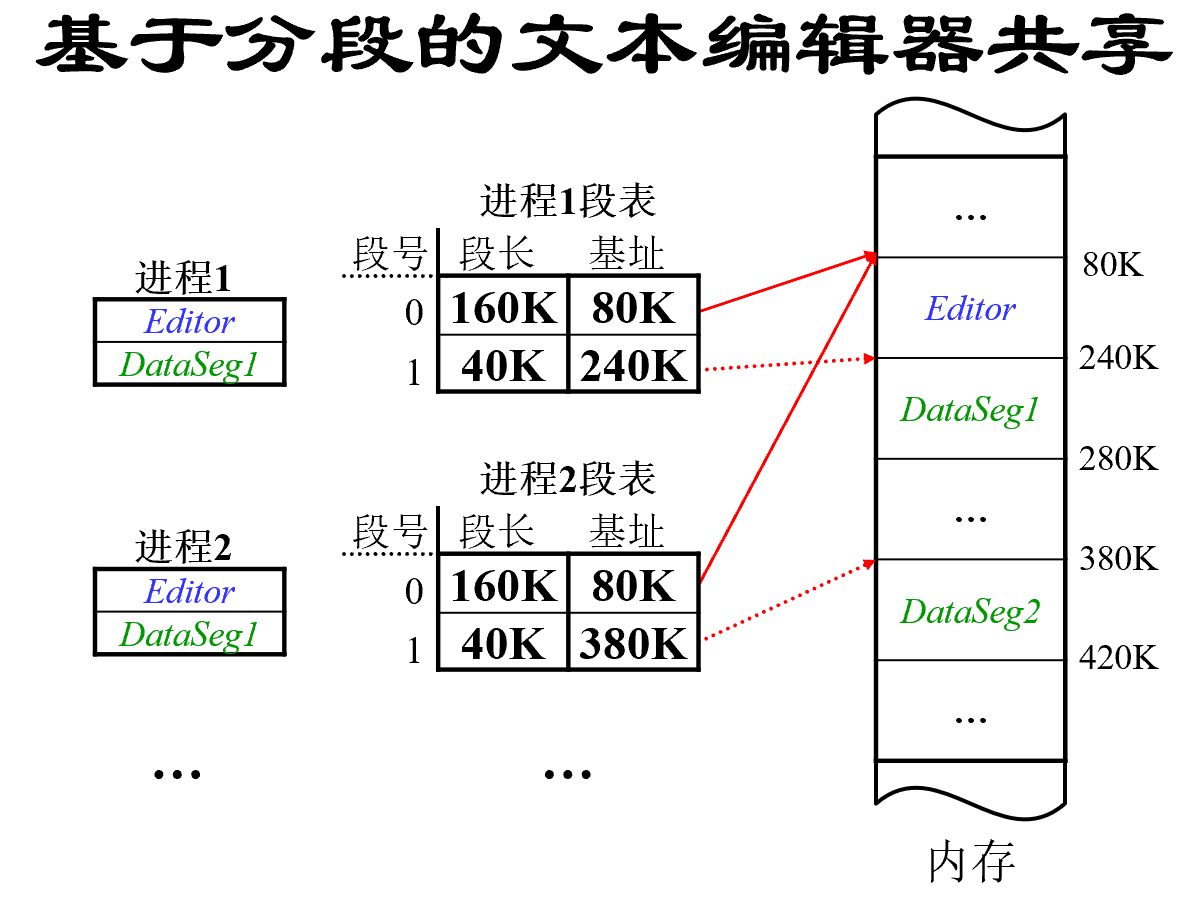 基于分段的文本编辑器共享
进程1
Editor
DataSeg1
进程1段表
段号 段长 基址
0 160K 80K
1 40K 240K
进程2
Editor
DataSeg1
进程2段表
段号 段长 基址
0 160K 80K
1 40K 380K
...
...
...
80K
Editor
240K
DataSeg1
280K
...
380K
DataSeg2
420K
...
内存